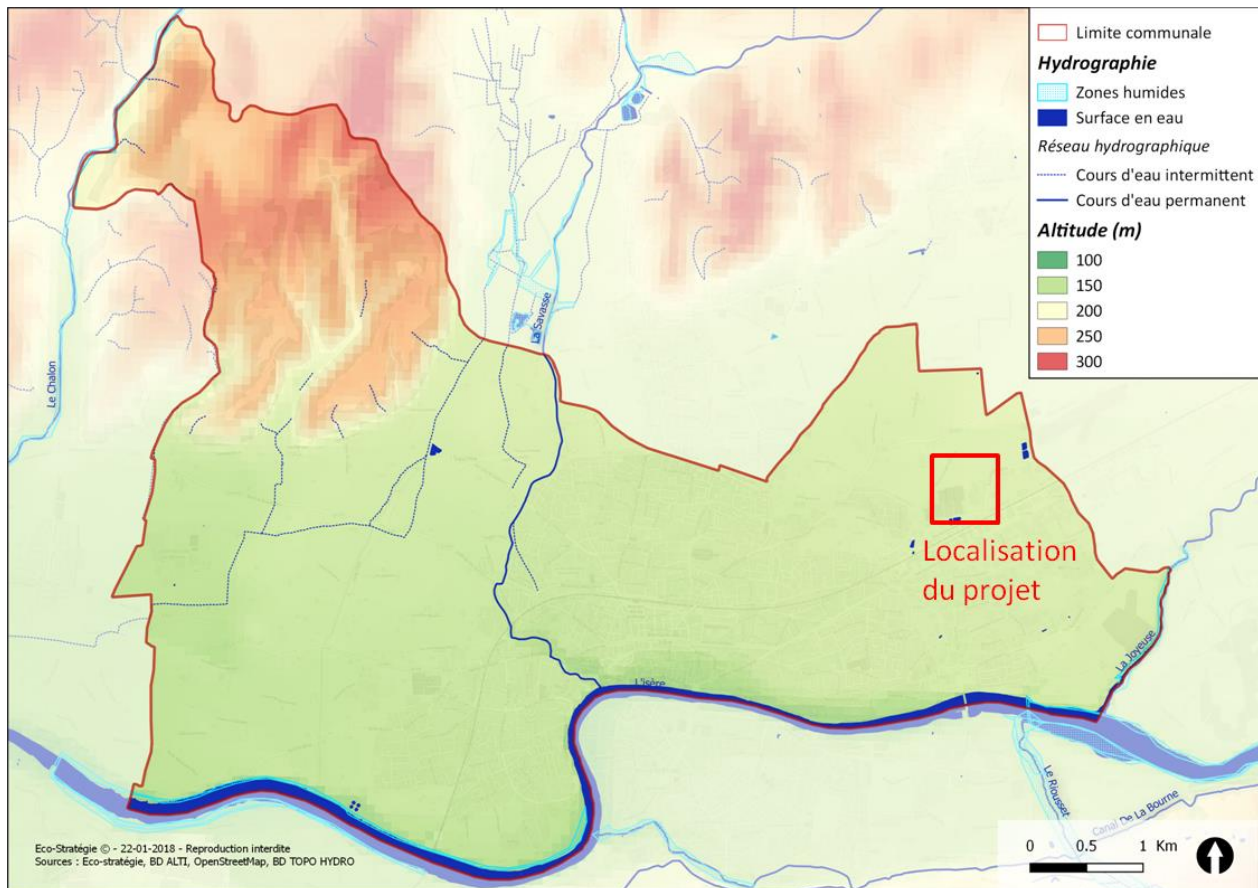 Limite communale
Hydrographie
Zones humides
Surface en eau
Réseau hydrographique
Cours d'eau intermittent
Cours d'eau permanent
Altitude (m)
100
150
200
250
300
La Savasse
Le Chalon
Localisation
du projet
La Joyeuse
L'Isère
Le Riousset
Canal De La Bourne
Eco-Stratégie © - 22-01-2018 - Reproduction interdite
Sources : Eco-stratégie, BD ALTI, OpenStreetMap, BD TOPO HYDRO
0 0.5 1 Km